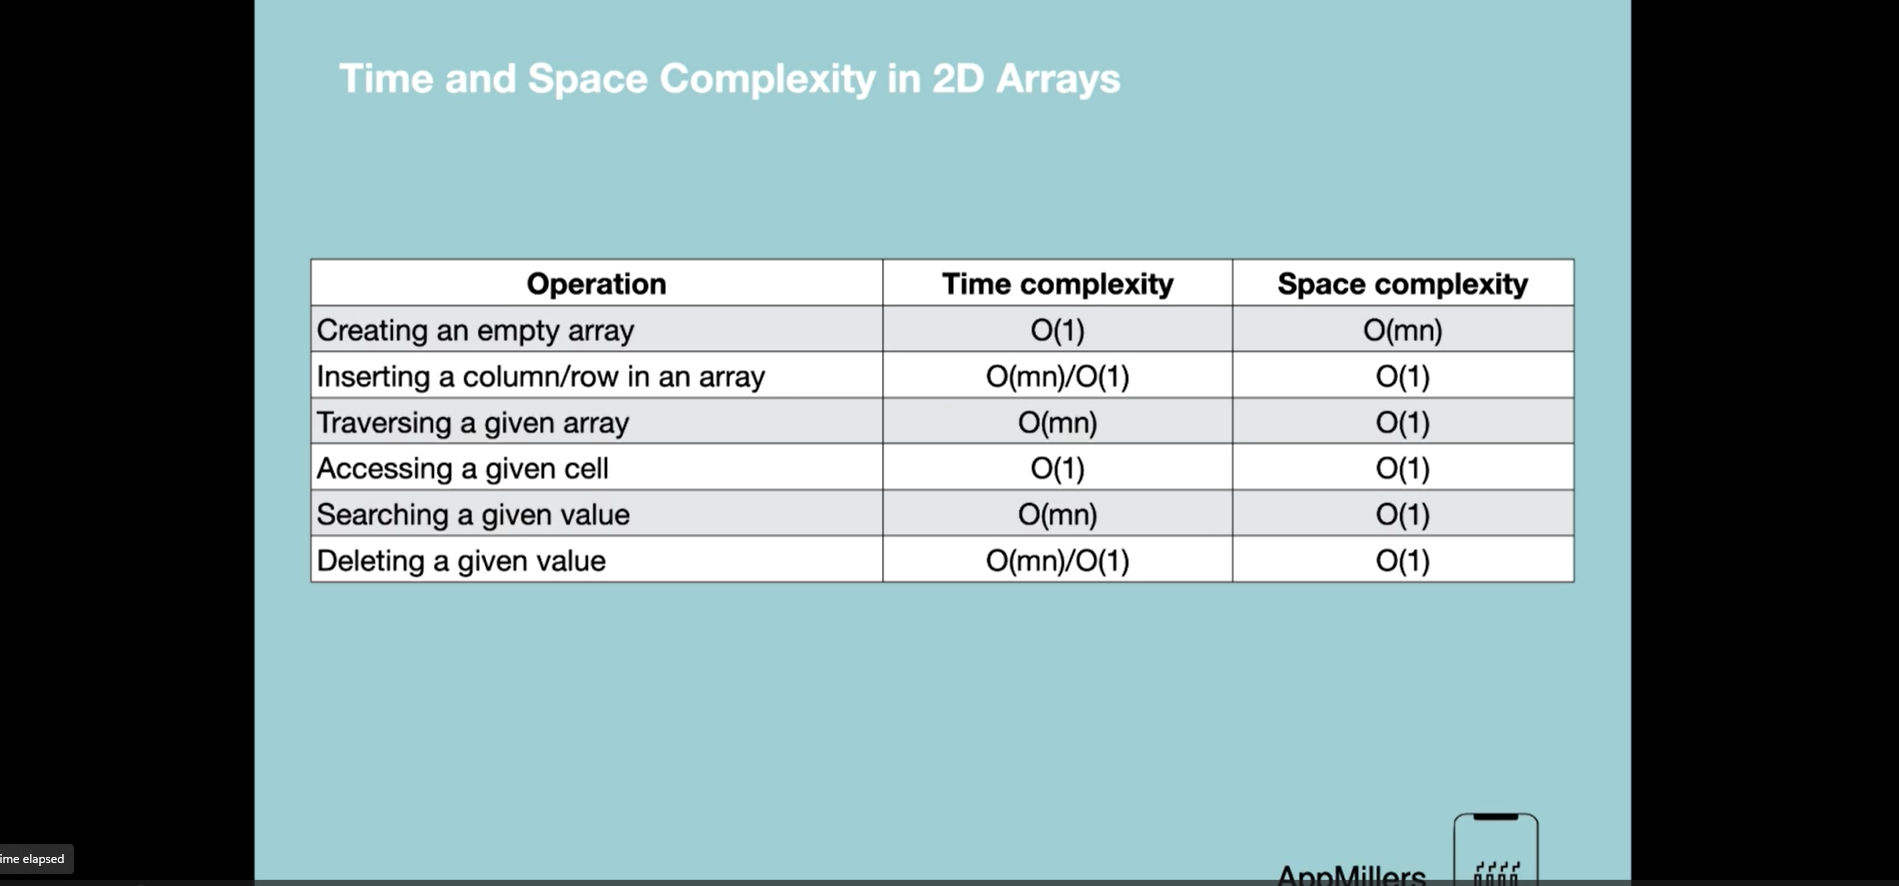 Time and Space Complexity in 2D Arrays
Operation Time complexity Space complexity
Creating an empty array O(1) O(mn)
Inserting a column/row in an array O(mn)/O(1) O(1)
Traversing a given array O(mn) O(1)
Accessing a given cell O(1) O(1)
Searching a given value O(mn) O(1)
Deleting a given value O(mn)/O(1) O(1)
ime elapsed
AppMillers